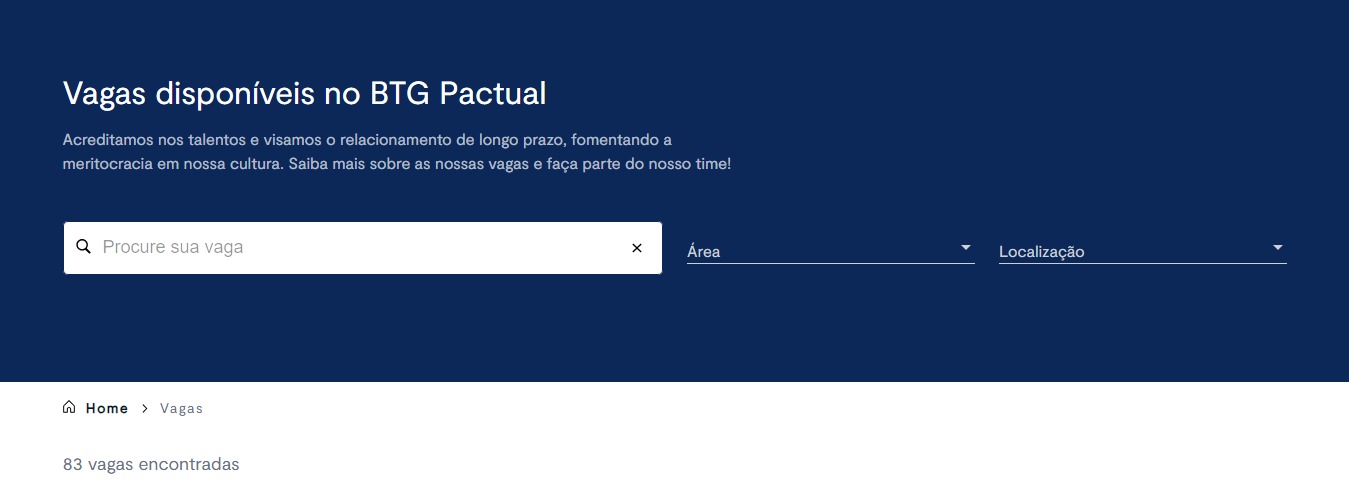 Vagas disponíveis no BTG Pactual
Acreditamos nos talentos e visamos o relacionamento de longo prazo, fomentando a
meritocracia em nossa cultura. Saiba mais sobre as nossas vagas e faça parte do nosso time!
Procure sua vaga
Área
Localização
Home > Vagas
83 vagas encontradas